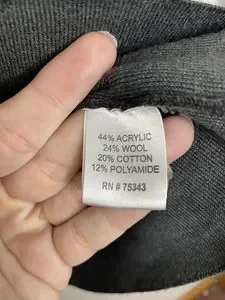 44% ACRYLIC
24% WOOL
20% COTTON
12% POLYAMIDE
RN # 75343